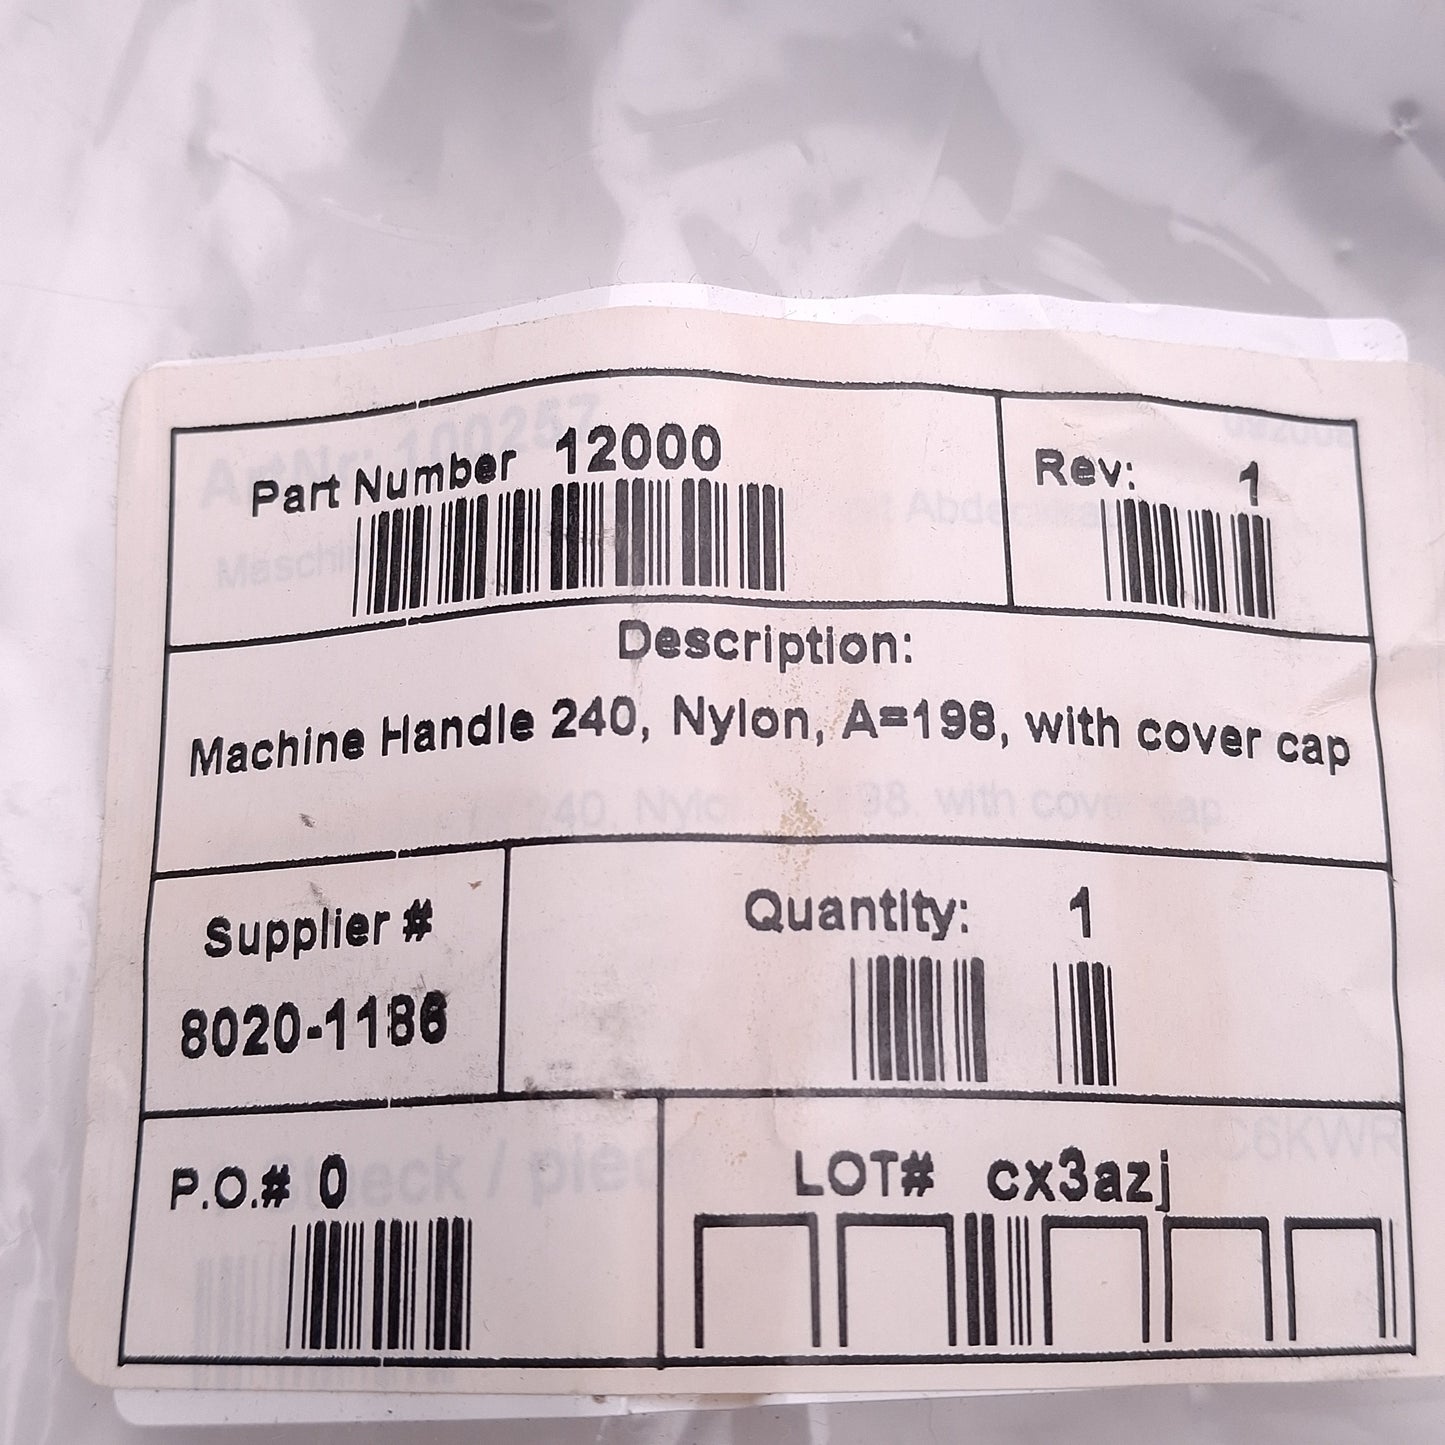 Part Number 12000
Rev: 1
Description:
Machine Handle 240, Nylon, A=198, with cover cap
Supplier #
8020-1186
Quantity: 1
P.O.# 0
LOT# cx3azj